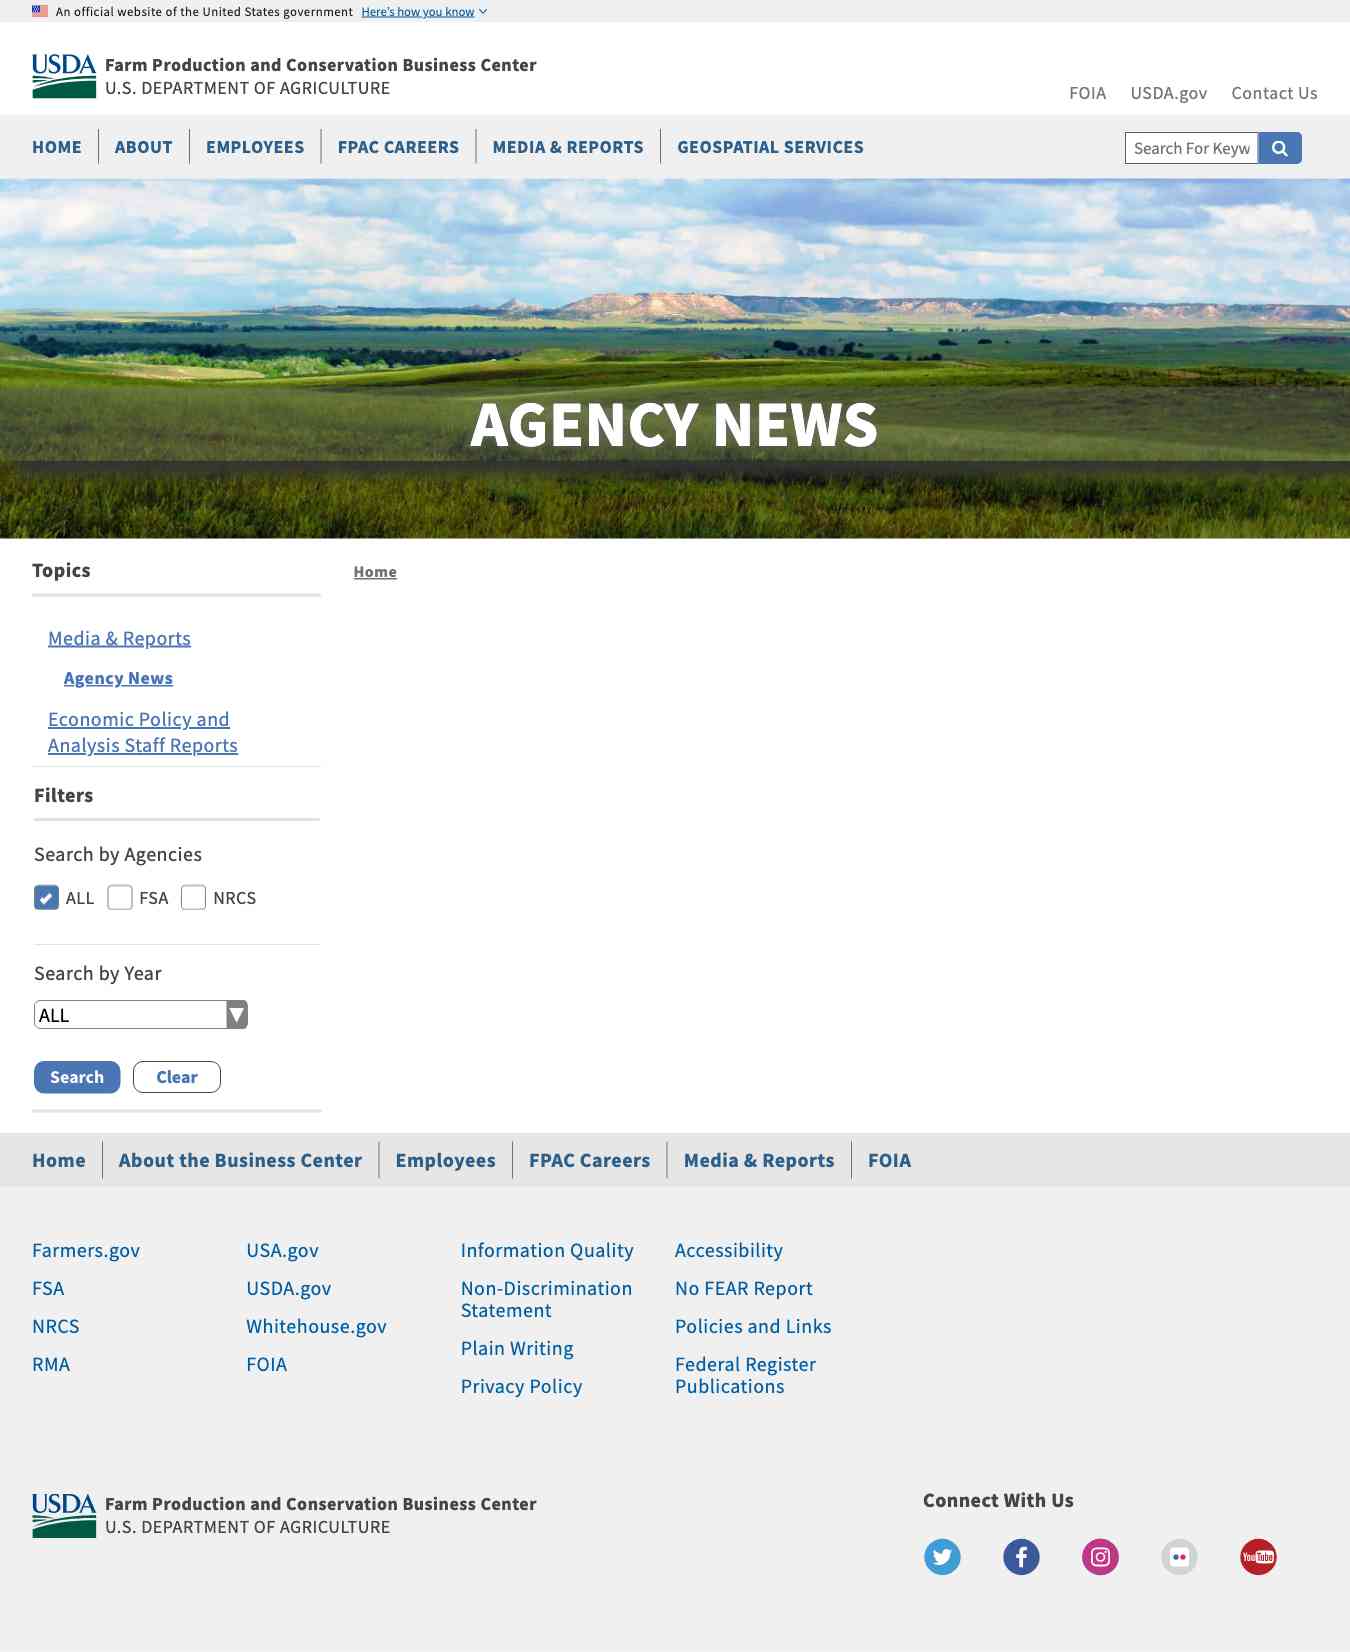 An official website of the United States government Here's how you know
USDA Farm Production and Conservation Business Center
U.S. DEPARTMENT OF AGRICULTURE
FOIA USDA.gov Contact Us
HOME ABOUT EMPLOYEES FPAC CAREERS MEDIA & REPORTS GEOSPATIAL SERVICES
Search For Keyw
AGENCY NEWS
Topics
Home
Media & Reports
Agency News
Economic Policy and
Analysis Staff Reports
Filters
Search by Agencies
ALL FSA NRCS
Search by Year
ALL
Search Clear
Home About the Business Center Employees FPAC Careers Media & Reports FOIA
Farmers.gov
FSA
NRCS
RMA
USA.gov
USDA.gov
Whitehouse.gov
FOIA
Information Quality
Non-Discrimination
Statement
Plain Writing
Privacy Policy
Accessibility
No FEAR Report
Policies and Links
Federal Register
Publications
USDA Farm Production and Conservation Business Center
U.S. DEPARTMENT OF AGRICULTURE
Connect With Us
YouTube